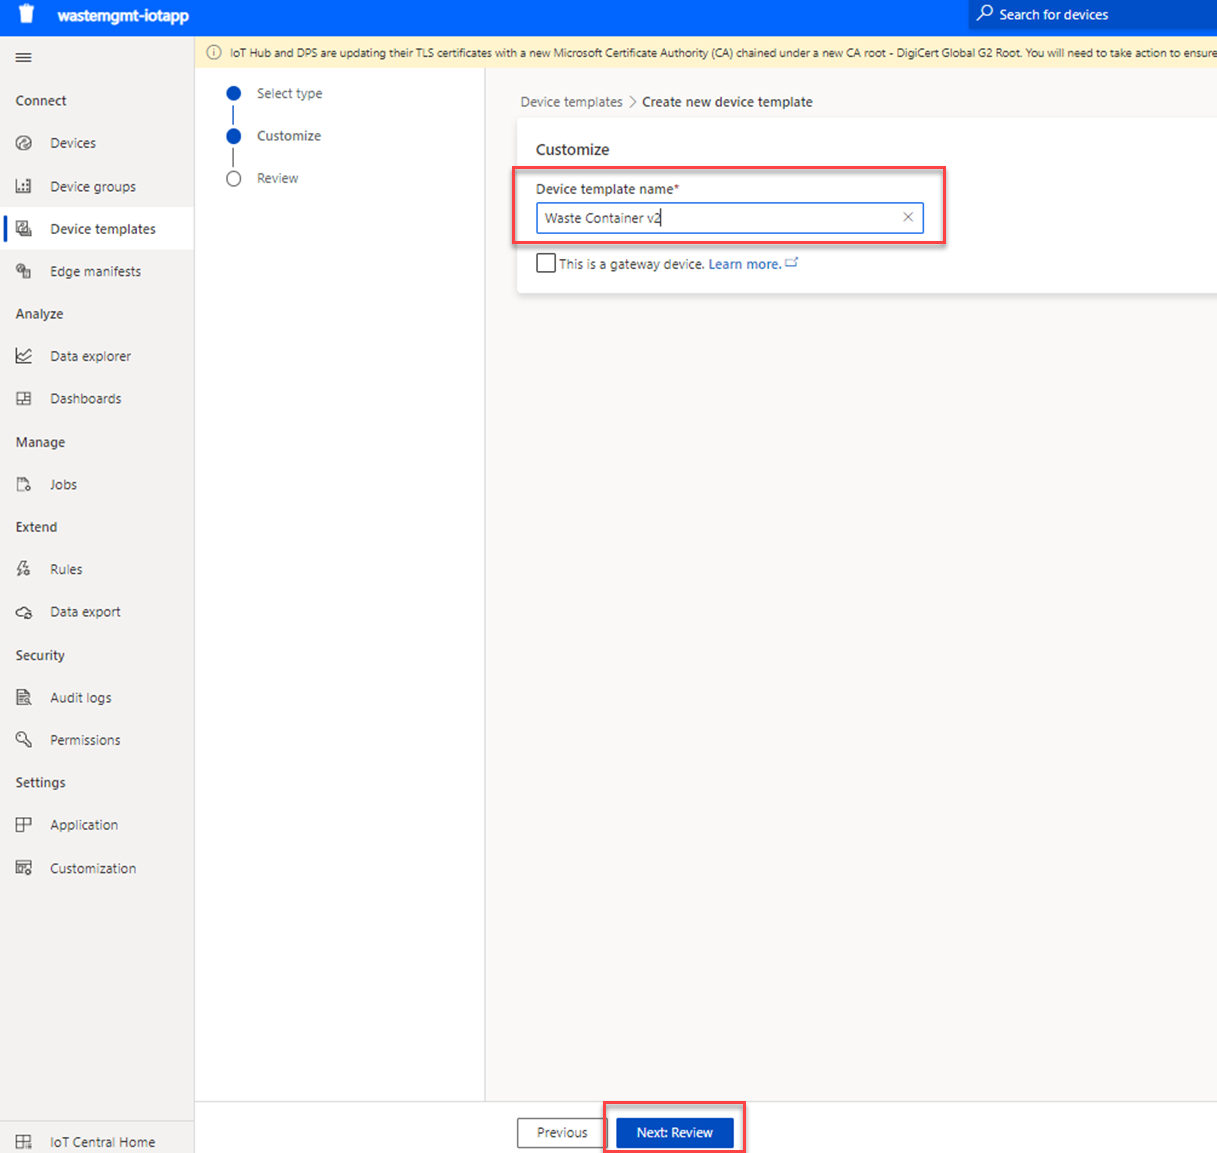 wastemgmt-iotapp
Search for devices
IoT Hub and DPS are updating their TLS certificates with a new Microsoft Certificate Authority (CA) chained under a new CA root - DigiCert Global G2 Root. You will need to take action to ensure
Connect
Devices
Device groups
Device templates
Edge manifests
Analyze
Data explorer
Dashboards
Manage
Jobs
Extend
Rules
Data export
Security
Audit logs
Permissions
Settings
Application
Customization
IoT Central Home
Select type
Customize
Review
Device templates > Create new device template
Customize
Device template name*
Waste Container v2
This is a gateway device. Learn more.
Previous
Next: Review